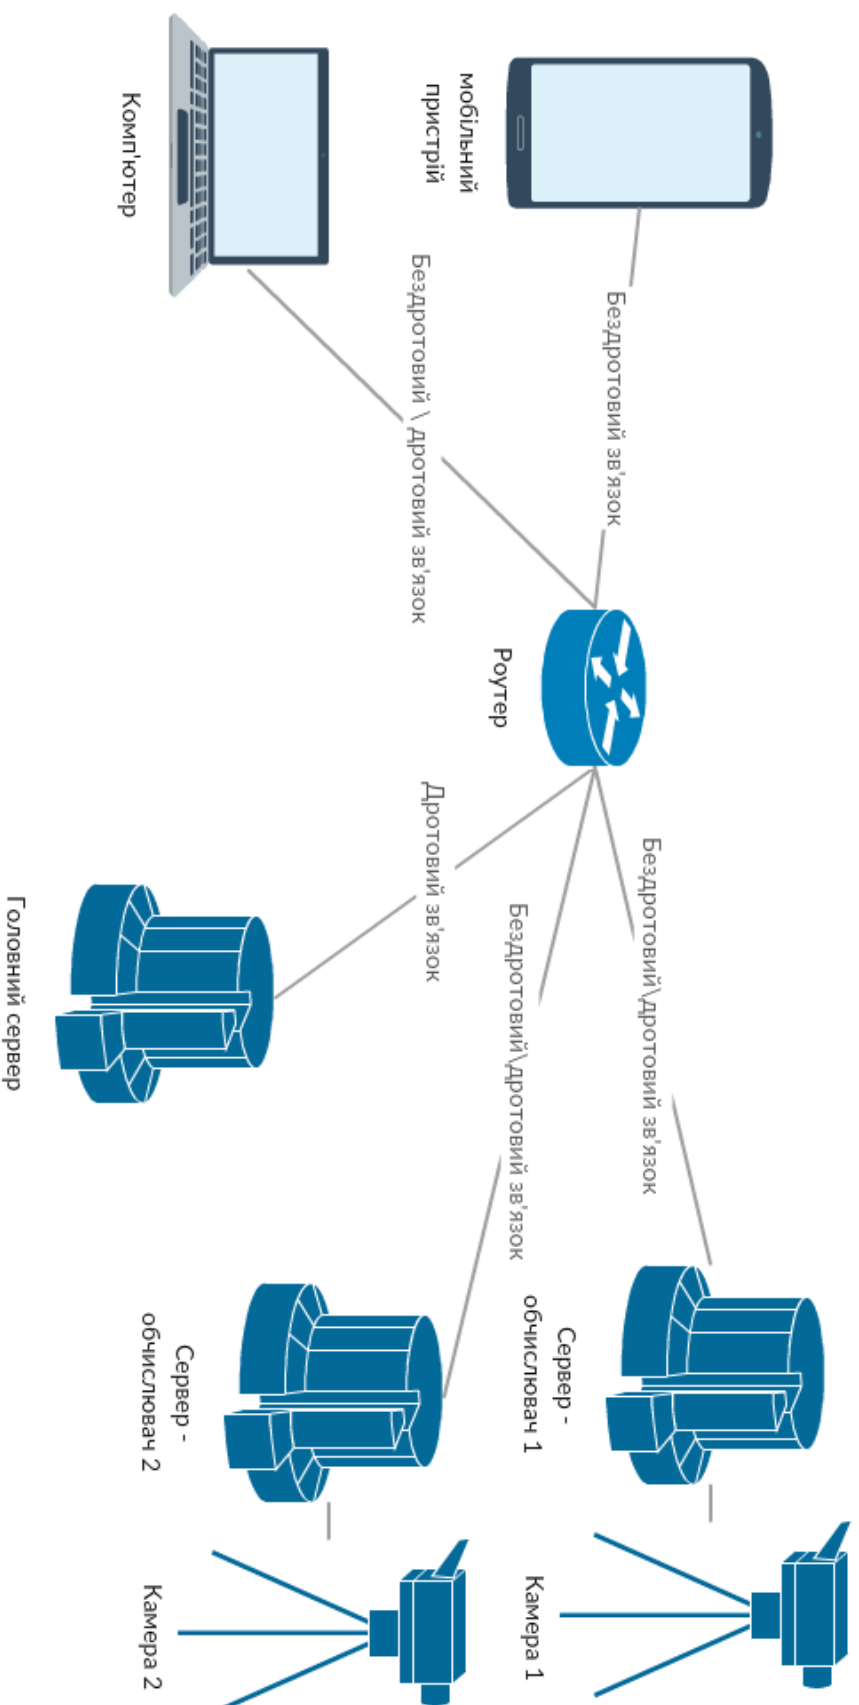 мобільний
пристрій
Бездротовий зв'язок
Комп'ютер
Бездротовий \ дротовий зв'язок
Роутер
Бездротовий\дротовий зв'язок
Бездротовий\дротовий зв'язок
Дротовий зв'язок
Головний сервер
Сервер -
обчислювач 1
Камера 1
Сервер -
обчислювач 2
Камера 2